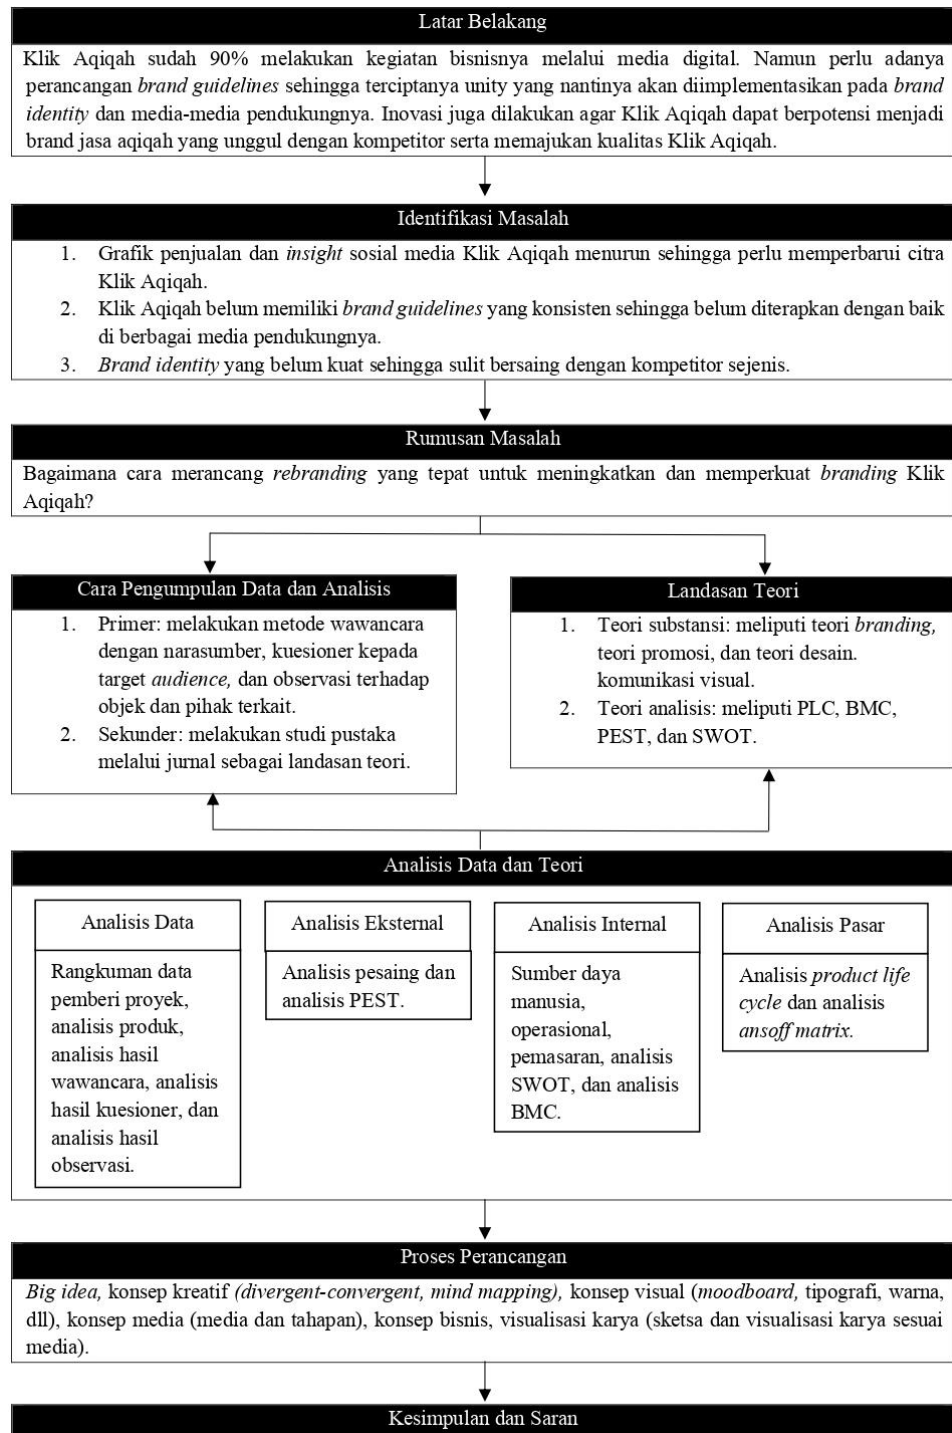 Latar Belakang
Klik Aqiqah sudah 90% melakukan kegiatan bisnisnya melalui media digital. Namun perlu adanya
perancangan brand guidelines sehingga terciptanya unity yang nantinya akan diimplementasikan pada brand
identity dan media-media pendukungnya. Inovasi juga dilakukan agar Klik Aqiqah dapat berpotensi menjadi
brand jasa aqiqah yang unggul dengan kompetitor serta memajukan kualitas Klik Aqiqah.
Identifikasi Masalah
1. Grafik penjualan dan insight sosial media Klik Aqiqah menurun sehingga perlu memperbarui citra
Klik Aqiqah.
2. Klik Aqiqah belum memiliki brand guidelines yang konsisten sehingga belum diterapkan dengan baik
di berbagai media pendukungnya.
3. Brand identity yang belum kuat sehingga sulit bersaing dengan kompetitor sejenis.
Rumusan Masalah
Bagaimana cara merancang rebranding yang tepat untuk meningkatkan dan memperkuat branding Klik
Aqiqah?
Cara Pengumpulan Data dan Analisis
1. Primer: melakukan metode wawancara
dengan narasumber, kuesioner kepada
target audience, dan observasi terhadap
objek dan pihak terkait.
2. Sekunder: melakukan studi pustaka
melalui jurnal sebagai landasan teori.
Landasan Teori
1. Teori substansi: meliputi teori branding,
teori promosi, dan teori desain.
komunikasi visual.
2. Teori analisis: meliputi PLC, BMC,
PEST, dan SWOT.
Analisis Data dan Teori
Analisis Data
Rangkuman data
pemberi proyek,
analisis produk,
analisis hasil
wawancara, analisis
hasil kuesioner, dan
analisis hasil
observasi.
Analisis Eksternal
Analisis pesaing dan
analisis PEST.
Analisis Internal
Sumber daya
manusia,
operasional,
pemasaran, analisis
SWOT, dan analisis
BMC.
Analisis Pasar
Analisis product life
cycle dan analisis
ansoff matrix.
Proses Perancangan
Big idea, konsep kreatif (divergent-convergent, mind mapping), konsep visual (moodboard, tipografi, warna,
dll), konsep media (media dan tahapan), konsep bisnis, visualisasi karya (sketsa dan visualisasi karya sesuai
media).
Kesimpulan dan Saran